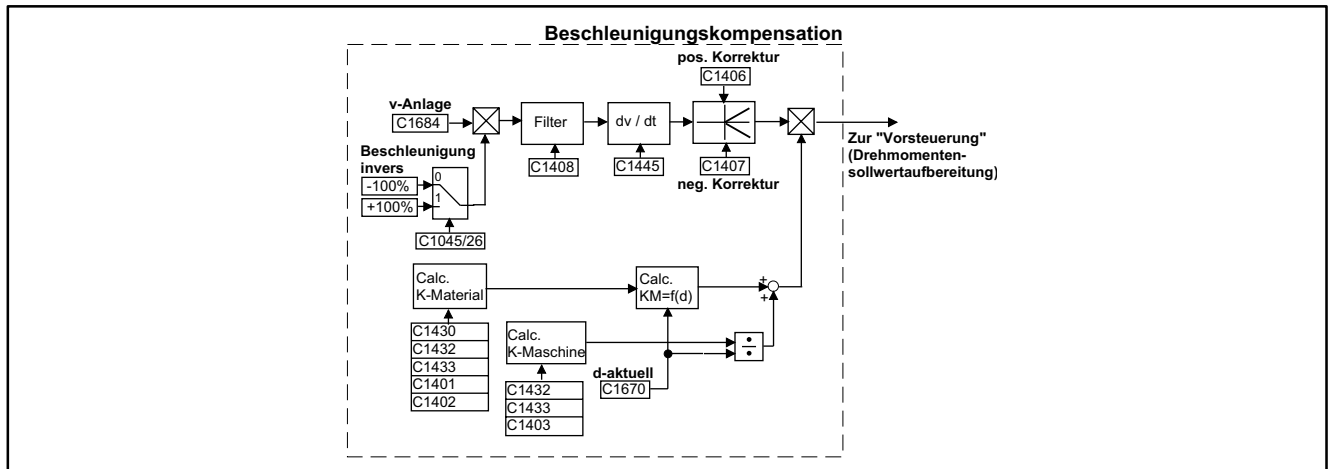 Beschleunigungskompensation
pos. Korrektur
C1406
v-Anlage
C1684
Filter
dv / dt
C1408
C1445
C1407
neg. Korrektur
Zur "Vorsteuerung"
(Drehmomenten-
sollwertaufbereitung)
Beschleunigung
invers
-100%
+100%
0
1
C1045/26
Calc.
K-Material
C1430
C1432
C1433
C1401
C1402
Calc.
KM=f(d)
+
+
Calc.
K-Maschine
C1432
C1433
C1403
÷
d-aktuell
C1670